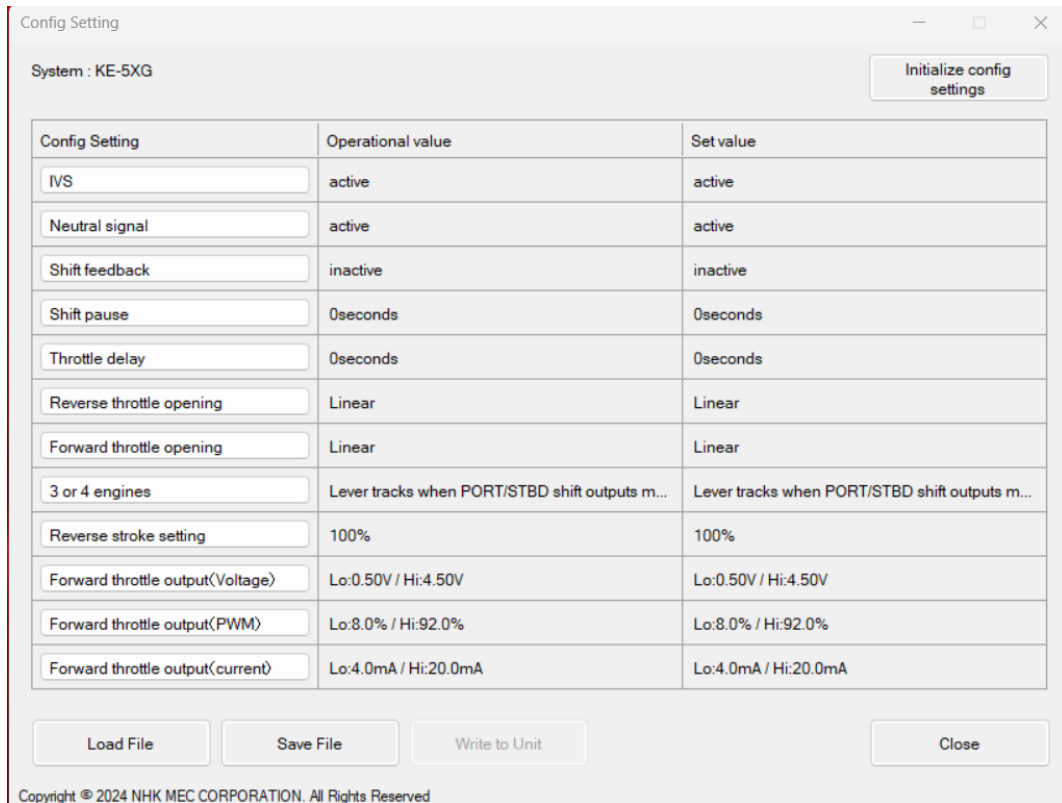 Config Setting
System : KE-5XG
Initialize config
settings
Config Setting Operational value Set value
IVS active active
Neutral signal active active
Shift feedback inactive inactive
Shift pause 0seconds 0seconds
Throttle delay 0seconds 0seconds
Reverse throttle opening Linear Linear
Forward throttle opening Linear Linear
3 or 4 engines Lever tracks when PORT/STBD shift outputs m... Lever tracks when PORT/STBD shift outputs m...
Reverse stroke setting 100% 100%
Forward throttle output(Voltage) Lo:0.50V / Hi:4.50V Lo:0.50V / Hi:4.50V
Forward throttle output(PWM) Lo:8.0% / Hi:92.0% Lo:8.0% / Hi:92.0%
Forward throttle output(current) Lo:4.0mA / Hi:20.0mA Lo:4.0mA / Hi:20.0mA
Load File Save File Write to Unit Close
Copyright © 2024 NHK MEC CORPORATION. All Rights Reserved